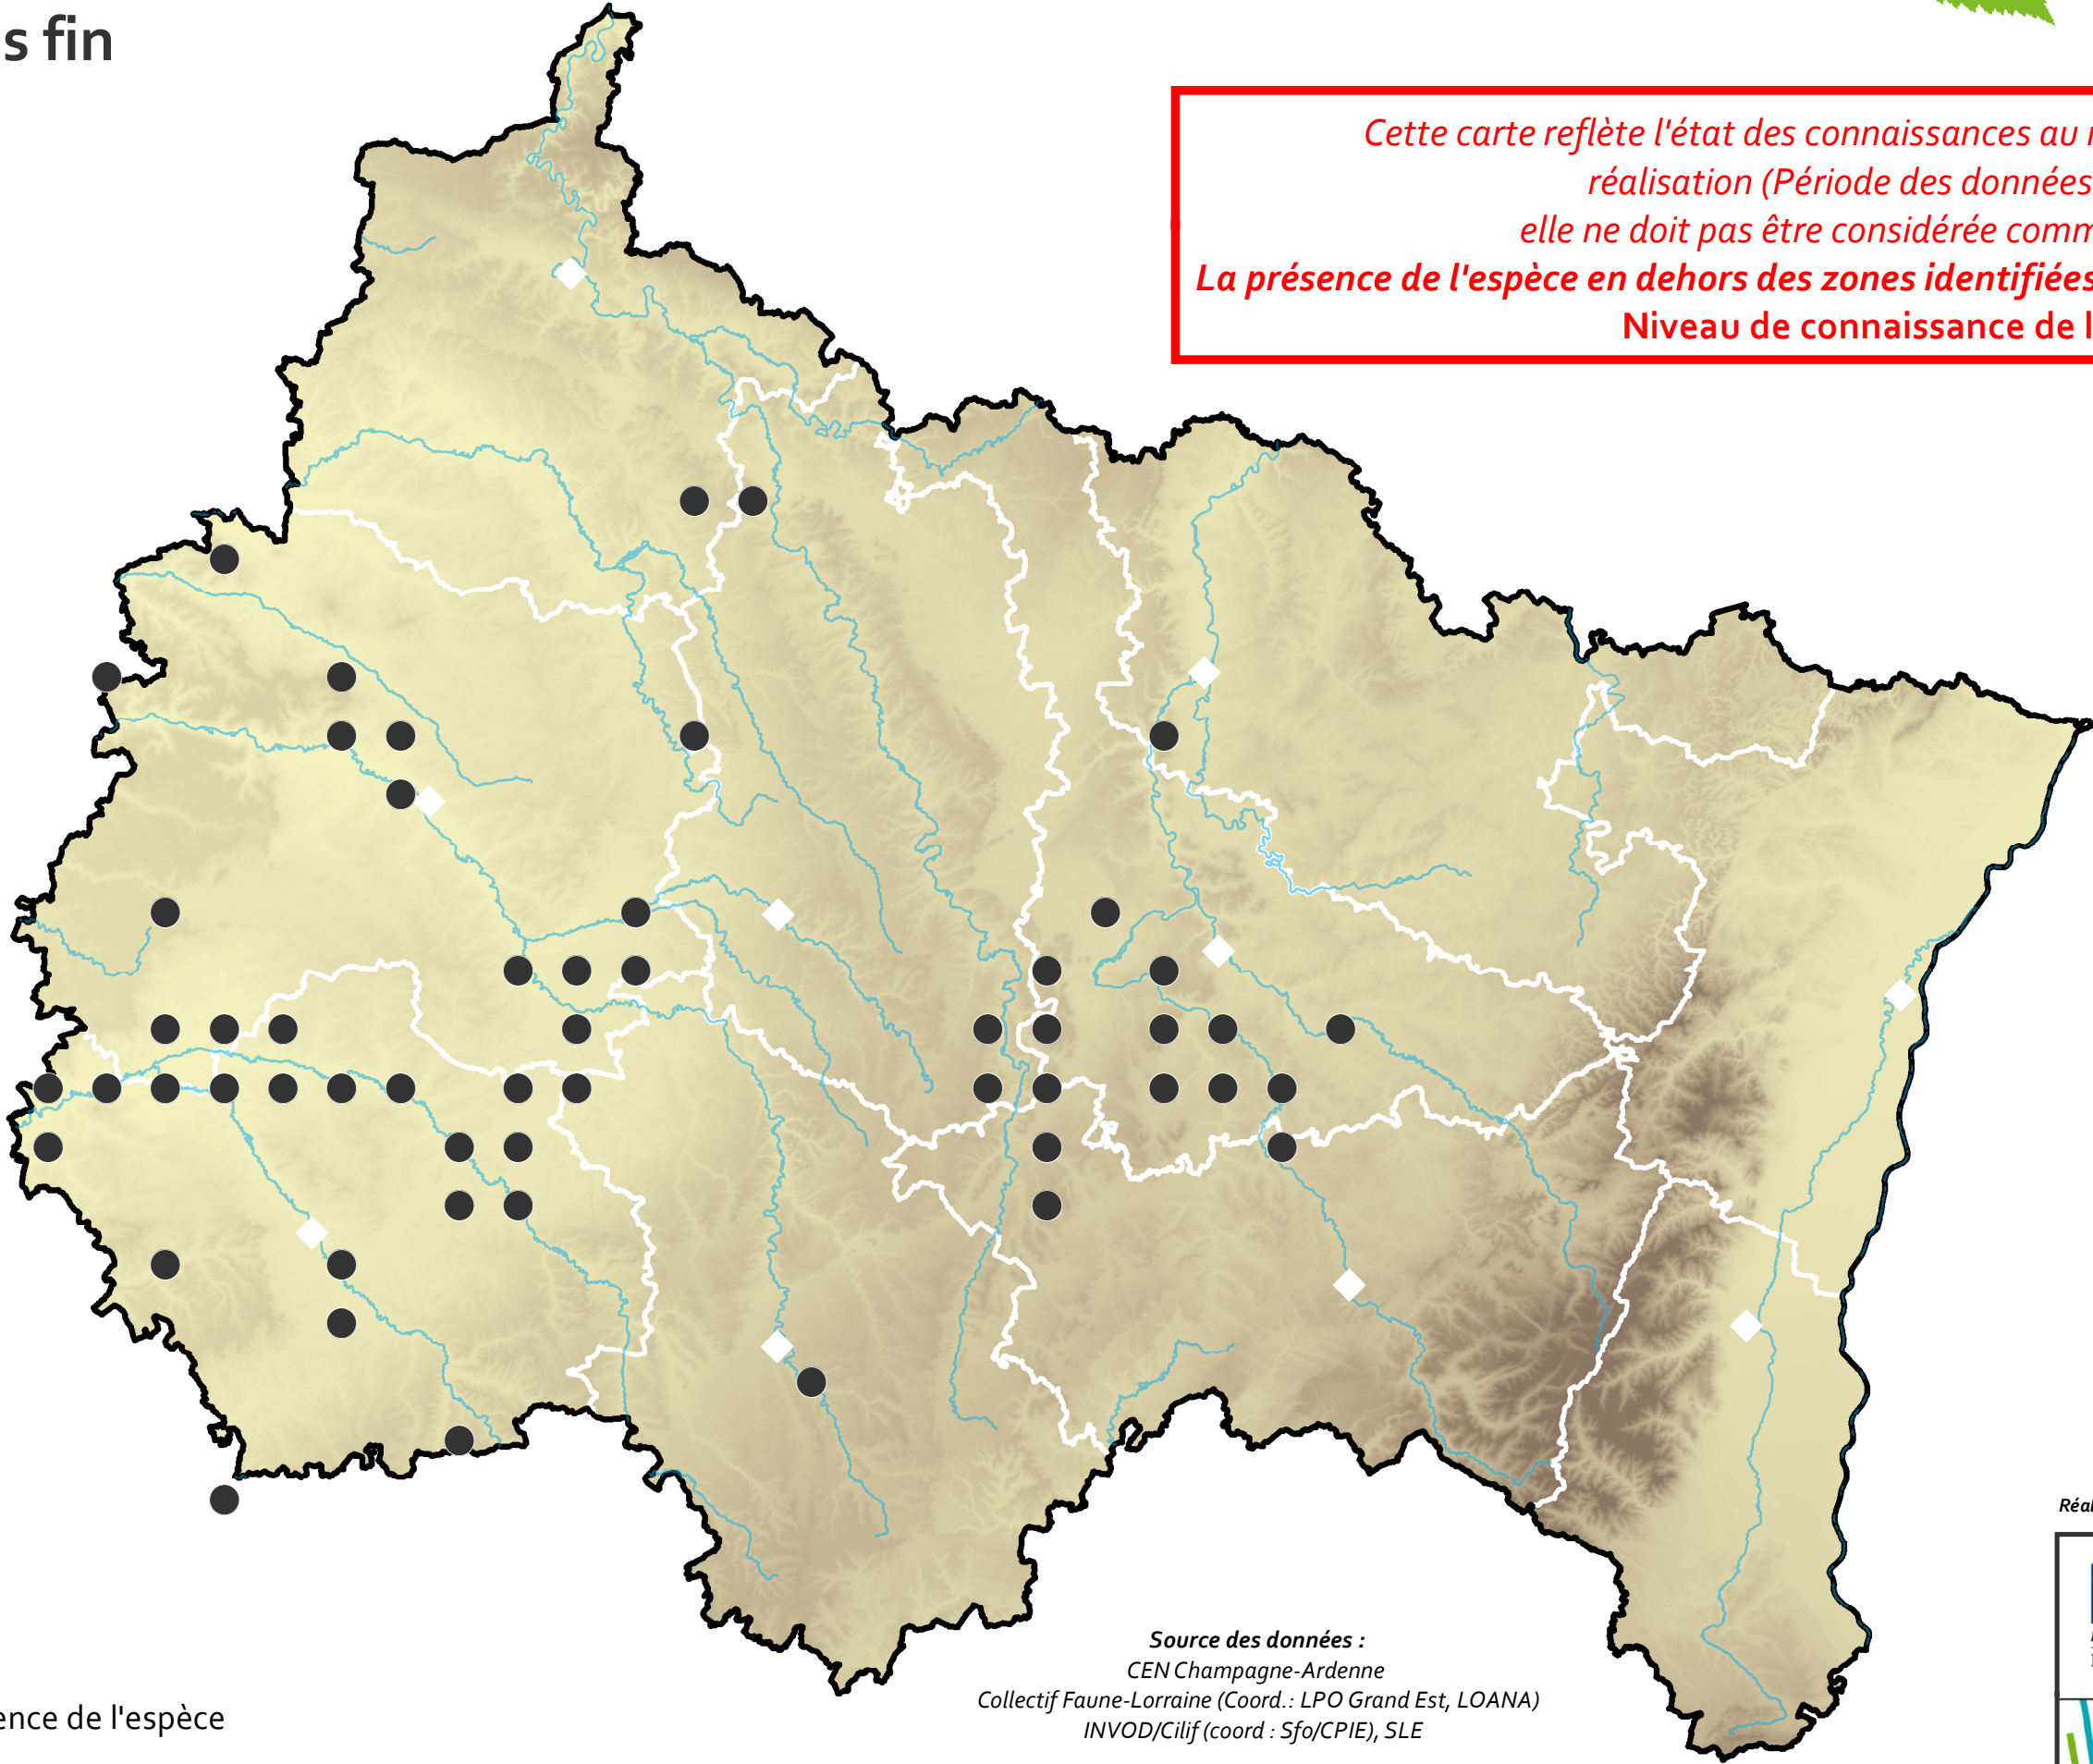 s fin
Cette carte reflète l'état des connaissances au
réalisation (Période des données
elle ne doit pas être considérée comm
La présence de l'espèce en dehors des zones identifiées
Niveau de connaissance de l
Réal
Source des données :
CEN Champagne-Ardenne
Collectif Faune-Lorraine (Coord.: LPO Grand Est, LOANA)
INVOD/Cilif (coord : Sfo/CPIE), SLE
ence de l'espèce